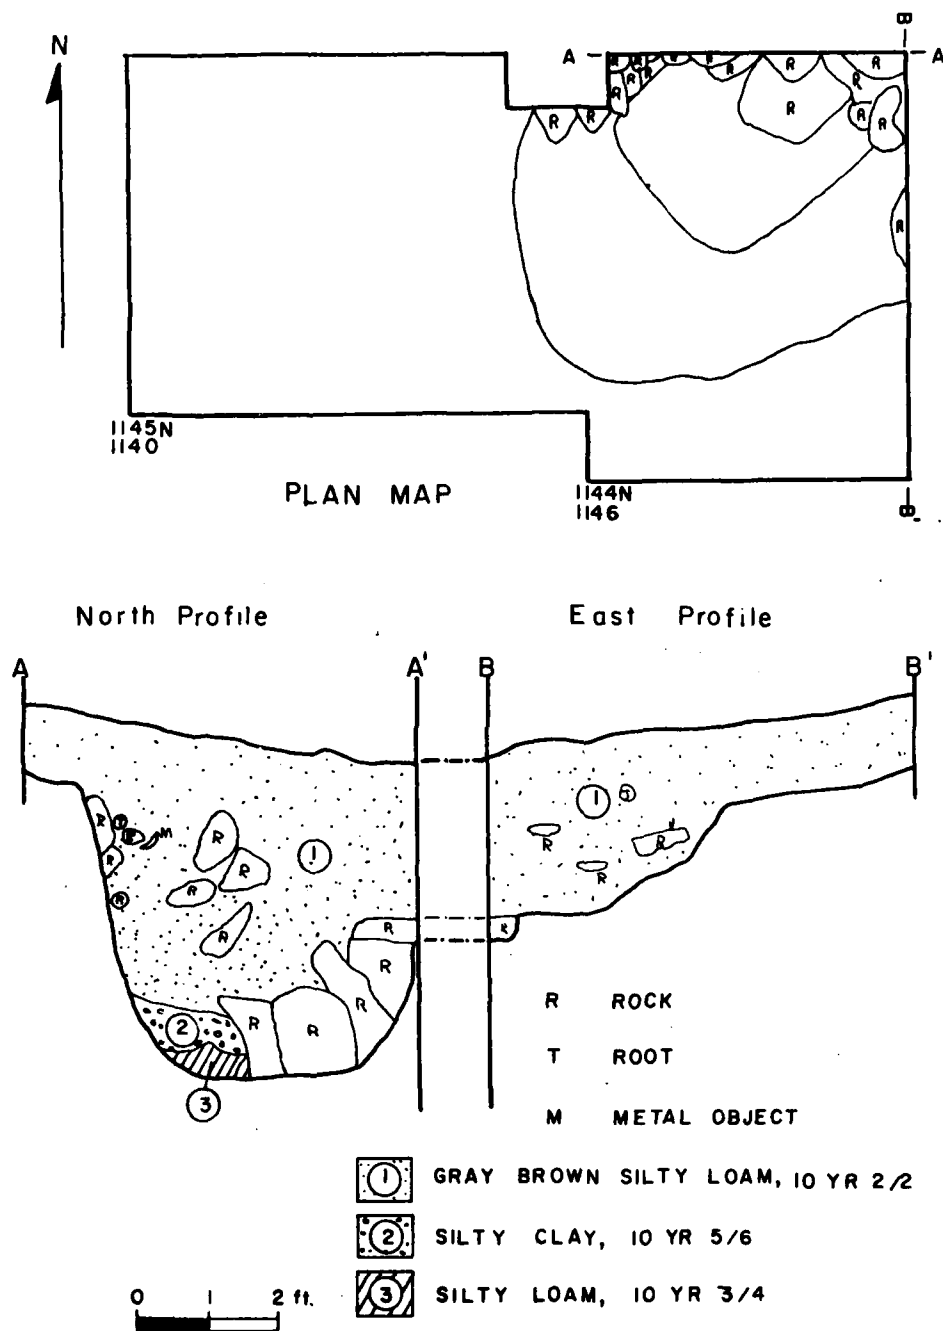 N
B
A
A
R R R R R R R R R R R
R R R R R R
R
1145N
1140
B
PLAN MAP
1144N
1146
North Profile
East Profile
A
A'
B
B'
1
T
R
T
R
M
R
R
R
R
1
R
R
R
R
R
R
R
R
R
R
R
R
2
3
R ROCK
T ROOT
M METAL OBJECT
1 GRAY BROWN SILTY LOAM, 10 YR 2/2
2 SILTY CLAY, 10 YR 5/6
3 SILTY LOAM, 10 YR 3/4
0 1 2 ft.